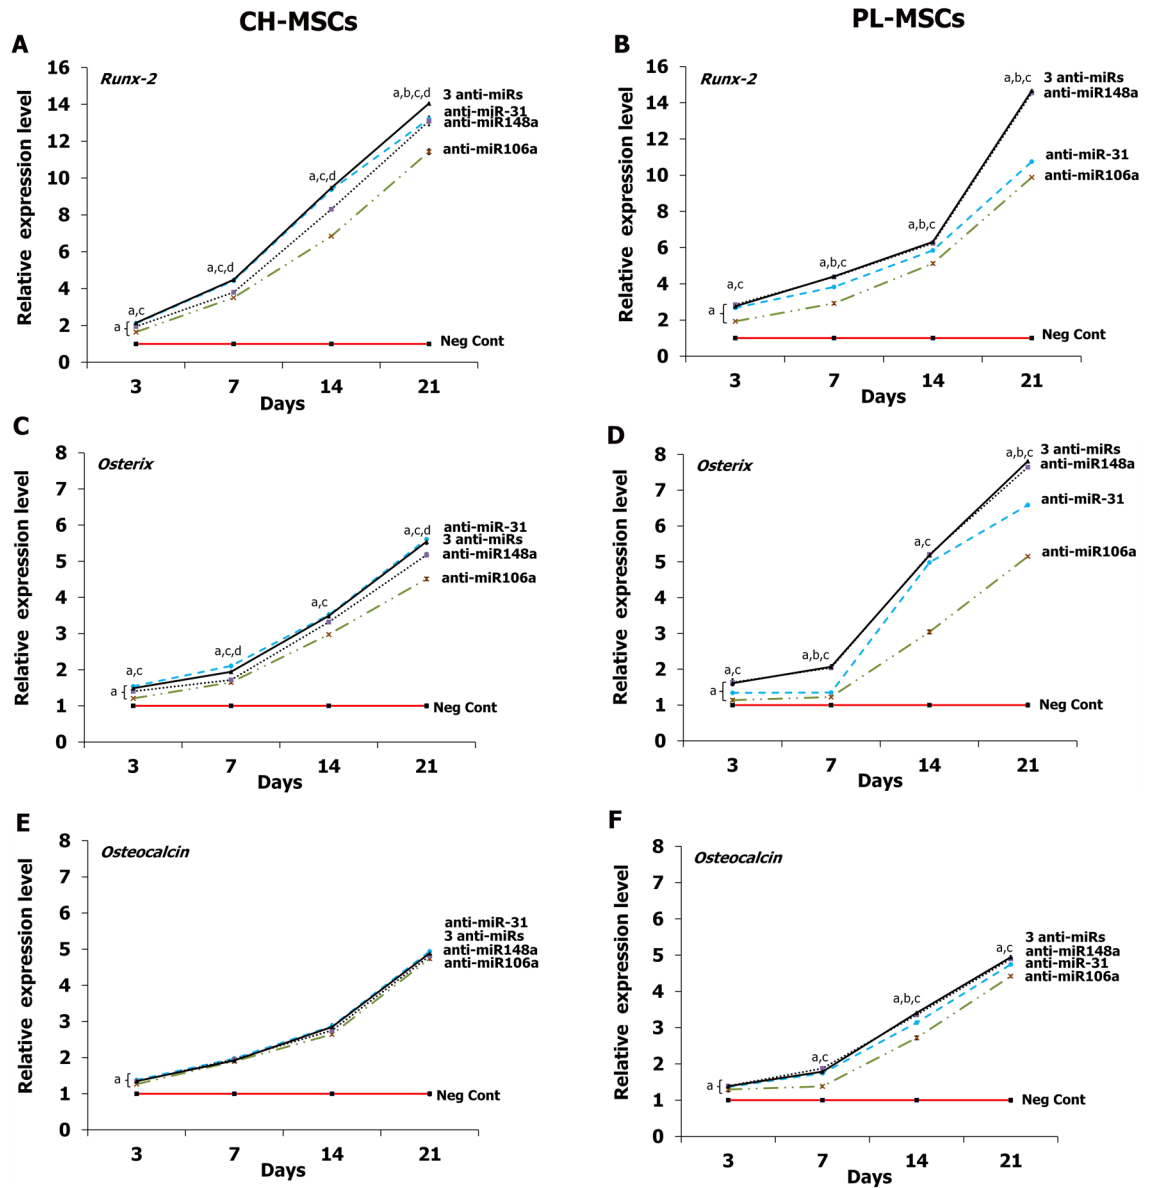 CH-MSCs
PL-MSCs
A
Runx-2
Relative expression level
16
14
12
10
8
6
4
2
0
a
a,c
a,c,d
a,c,d
a,b,c,d
3 anti-miRs
anti-miR-31
anti-miR148a
anti-miR106a
Neg Cont
3 7 14 21
Days
B
Runx-2
Relative expression level
16
14
12
10
8
6
4
2
0
a
a,c
a,b,c
a,b,c
a,b,c
3 anti-miRs
anti-miR148a
anti-miR-31
anti-miR106a
Neg Cont
3 7 14 21
Days
C
Osterix
Relative expression level
8
7
6
5
4
3
2
1
0
a
a,c
a,c,d
a,c
a,c,d
anti-miR-31
3 anti-miRs
anti-miR148a
anti-miR106a
Neg Cont
3 7 14 21
Days
D
Osterix
Relative expression level
8
7
6
5
4
3
2
1
0
a
a,c
a,b,c
a,c
a,b,c
3 anti-miRs
anti-miR148a
anti-miR-31
anti-miR106a
Neg Cont
3 7 14 21
Days
E
Osteocalcin
Relative expression level
8
7
6
5
4
3
2
1
0
a
anti-miR-31
3 anti-miRs
anti-miR148a
anti-miR106a
Neg Cont
3 7 14 21
Days
F
Osteocalcin
Relative expression level
8
7
6
5
4
3
2
1
0
a
a,c
a,b,c
a,c
3 anti-miRs
anti-miR148a
anti-miR-31
anti-miR106a
Neg Cont
3 7 14 21
Days